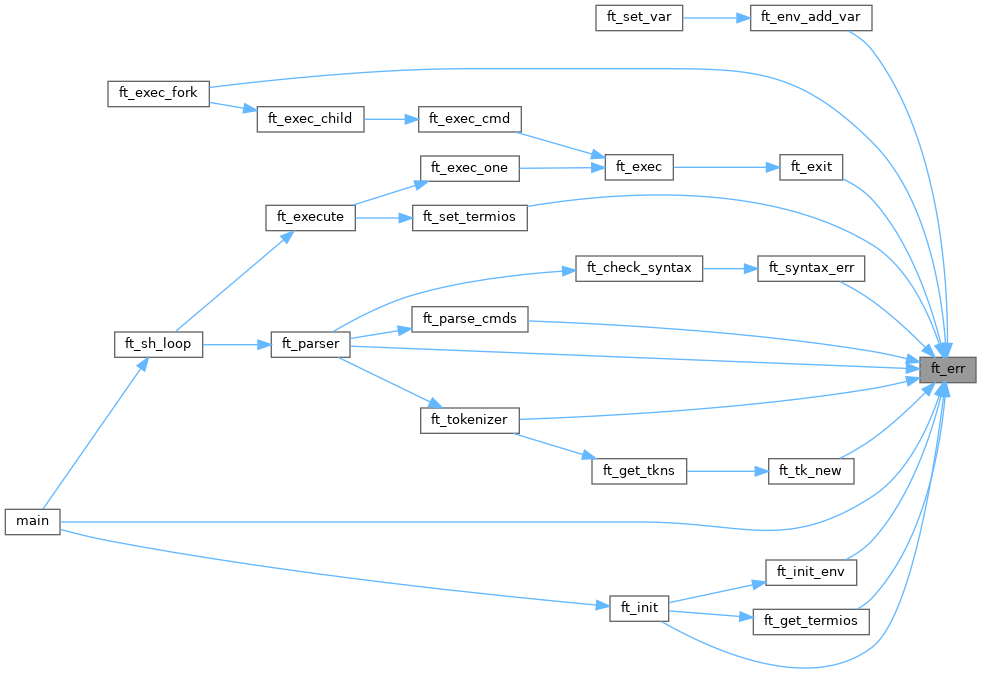 ft_set_var
ft_env_add_var
ft_exec_fork
ft_exec_child
ft_exec_cmd
ft_exec_one
ft_exec
ft_exit
ft_execute
ft_set_termios
ft_check_syntax
ft_syntax_err
ft_parse_cmds
ft_sh_loop
ft_parser
ft_err
ft_tokenizer
ft_get_tkns
ft_tk_new
main
ft_init_env
ft_init
ft_get_termios